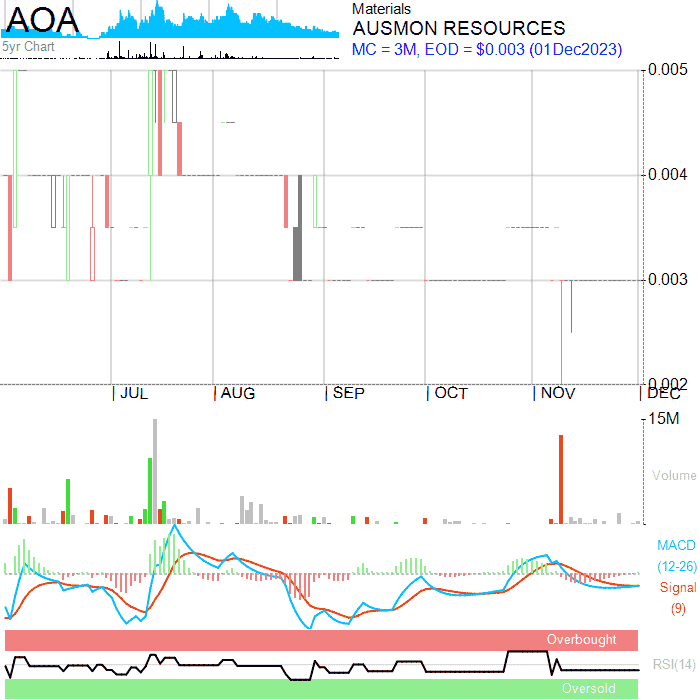 AOA
5yr Chart
Materials
AUSMON RESOURCES
MC = 3M, EOD = $0.003 (01Dec2023)
0.005
0.004
0.003
0.002
JUL
AUG
SEP
OCT
NOV
DEC
15M
Volume
MACD
(12-26)
Signal
(9)
Overbought
RSI(14)
Oversold